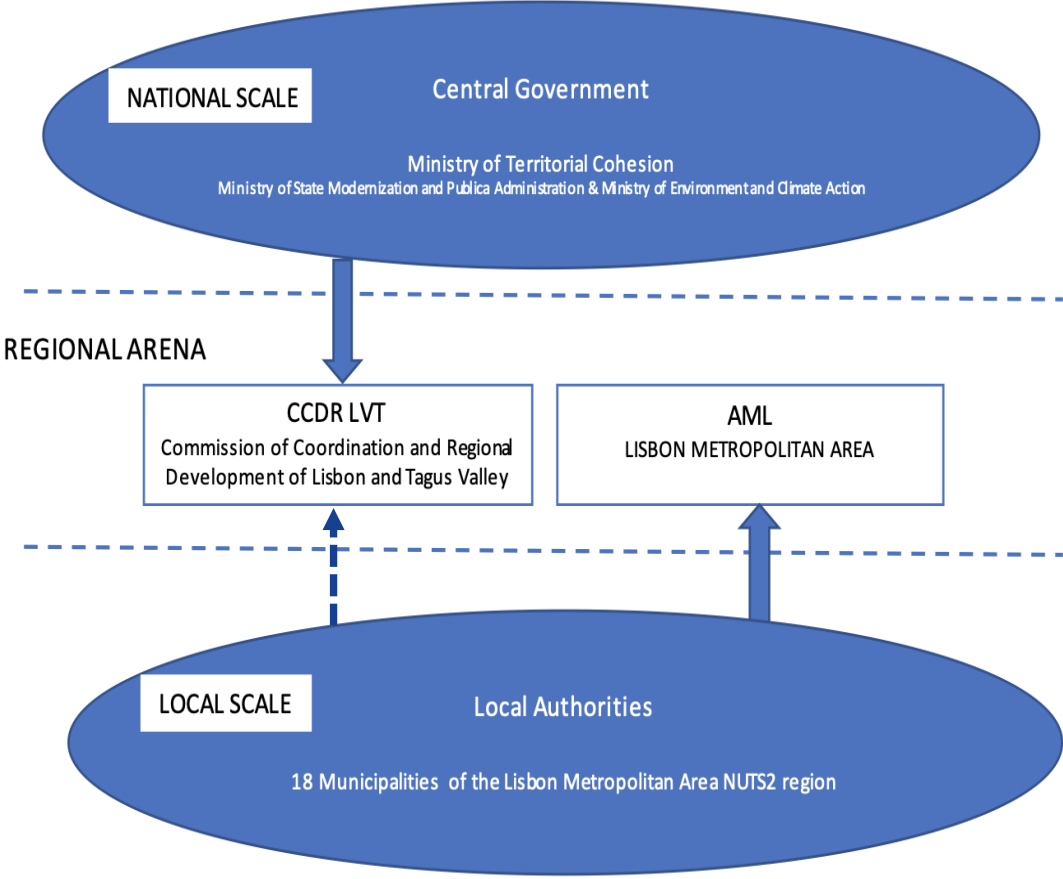 NATIONAL SCALE
Central Government
Ministry of Territorial Cohesion
Ministry of State Modernization and Publica Administration & Ministry of Environment and Climate Action
REGIONAL ARENA
CCDR LVT
Commission of Coordination and Regional
Development of Lisbon and Tagus Valley
AML
LISBON METROPOLITAN AREA
LOCAL SCALE
Local Authorities
18 Municipalities of the Lisbon Metropolitan Area NUTS2 region